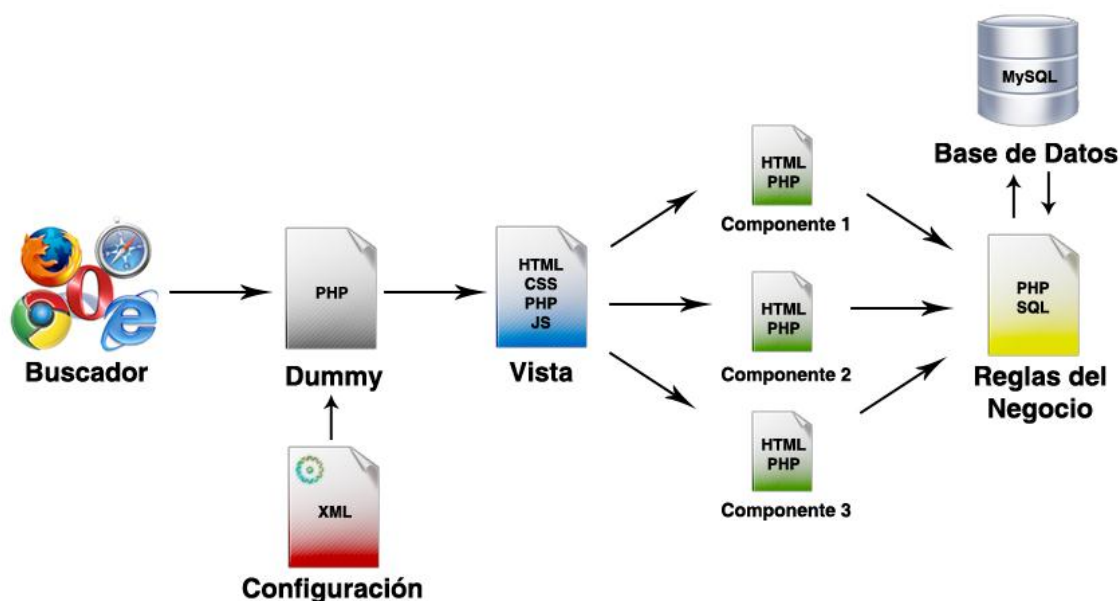 MySQL
Base de Datos
HTML
PHP
Componente 1
Buscador
PHP
Dummy
HTML
CSS
PHP
JS
Vista
HTML
PHP
Componente 2
PHP
SQL
Reglas del
Negocio
XML
Configuración
HTML
PHP
Componente 3